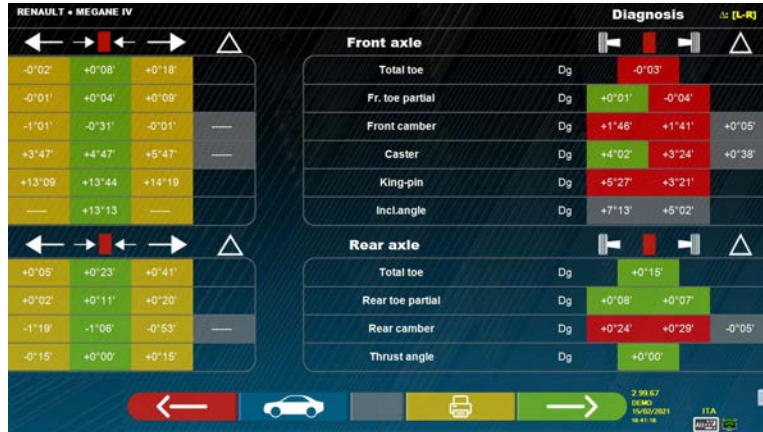 RENAULT • MEGANE IV Diagnosis Δ: [L-R]
Front axle
-0°02' +0°08' +0°18' Total toe Dg -0°03'
-0°01' +0°04' +0°09' Fr. toe partial Dg +0°01' -0°04'
-1°01' -0°31' -0°01' ----- Front camber Dg +1°46' +1°41' +0°05'
+3°47' +4°47' +5°47' ----- Caster Dg +4°02' +3°24' +0°38'
+13°09 +13°44 +14°19 King-pin Dg +5°27' +3°21'
----- +13°13 ----- Incl.angle Dg +7°13' +5°02'
Rear axle
+0°05' +0°23' +0°41' Total toe Dg +0°15'
+0°02' +0°11' +0°20' Rear toe partial Dg +0°08' +0°07'
-1°19' -1°06' -0°53' ----- Rear camber Dg +0°24' +0°29' -0°05'
-0°15' +0°00' +0°15' Thrust angle Dg +0°00'
2.99.67
DEMO
15/02/2021 ITA
16:41:16